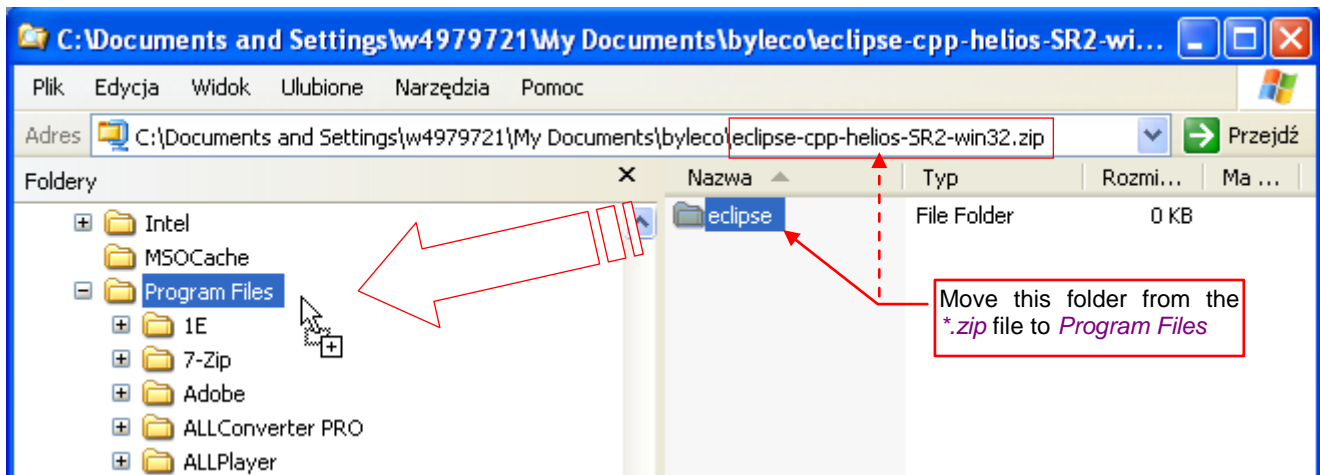 C:\Documents and Settings\w4979721\My Documents\byleco\eclipse-cpp-helios-SR2-wi...
Plik Edycja Widok Ulubione Narzędzia Pomoc
Adres C:\Documents and Settings\w4979721\My Documents\byleco\eclipse-cpp-helios-SR2-win32.zip Przejdź
Foldery Nazwa Typ Rozmi... Ma ...
Intel eclipse File Folder 0 KB
MSOCache
Program Files
1E
7-Zip
Adobe
ALLConverter PRO
ALLPlayer
Move this folder from the
*.zip file to Program Files